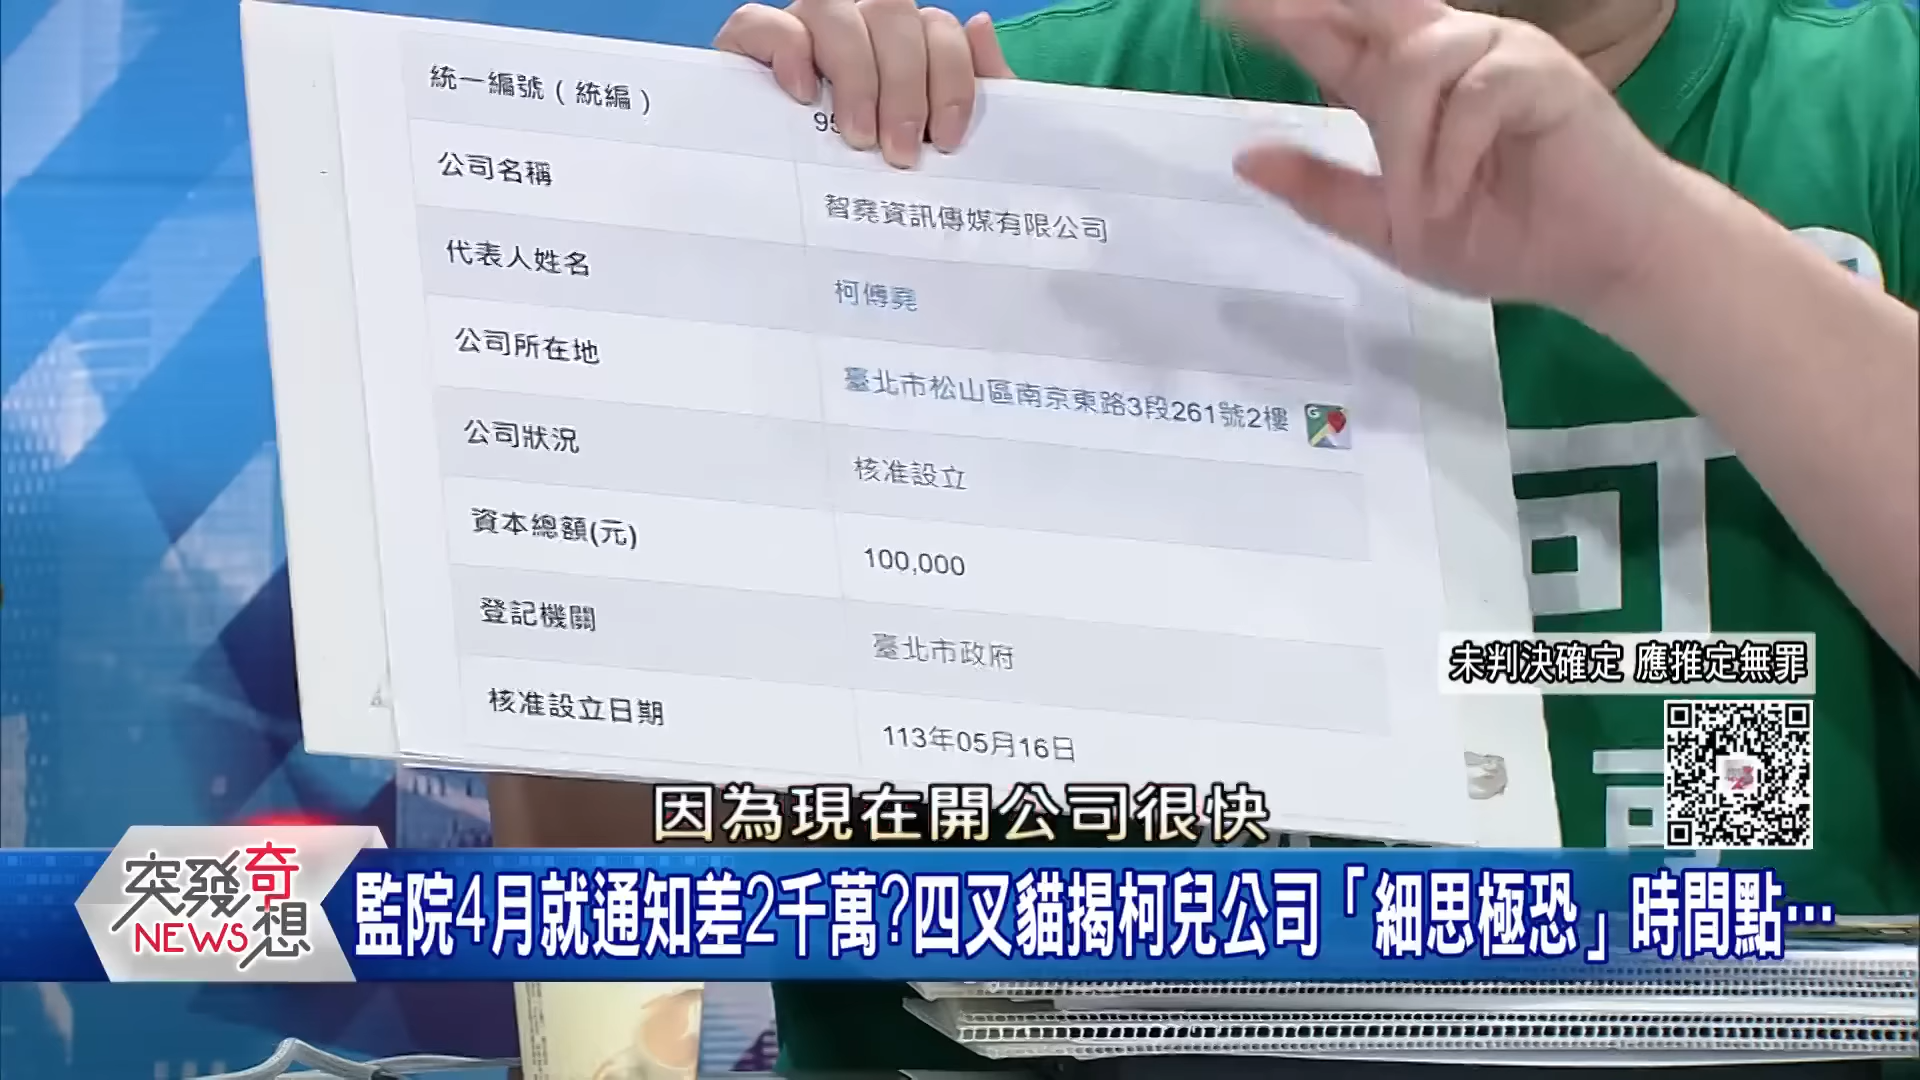 統一編號（統編）
95
公司名稱
智堯資訊傳媒有限公司
代表人姓名
柯傅堯
公司所在地
臺北市松山區南京東路3段261號2樓
公司狀況
核准設立
資本總額(元)
100,000
登記機關
臺北市政府
核准設立日期
113年05月16日
未判決確定 應推定無罪
因為現在開公司很快
突發奇想
NEWS
監院4月就通知差2千萬?四叉貓揭柯兒公司「細思極恐」時間點…